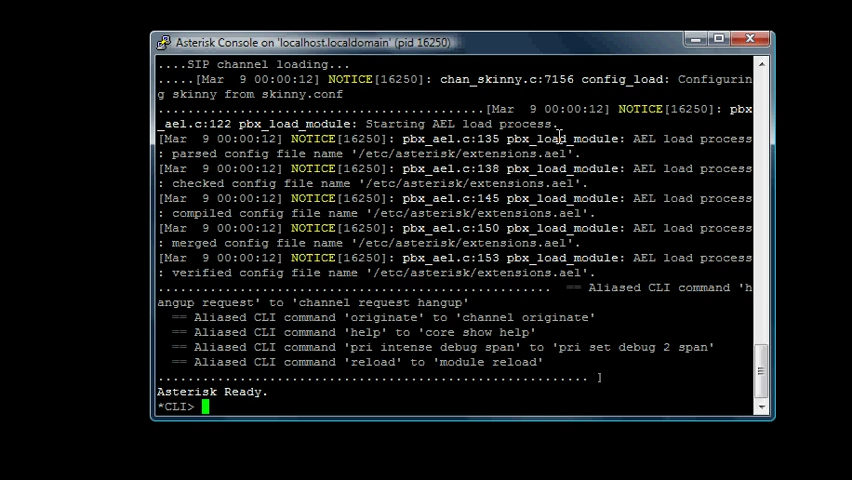 Asterisk Console on 'localhost.localdomain' (pid 16250)
....SIP channel loading...
.....[Mar  9 00:00:12] NOTICE[16250]: chan_skinny.c:7156 config_load: Configurin
g skinny from skinny.conf
.............................................[Mar  9 00:00:12] NOTICE[16250]: pbx
_ael.c:122 pbx_load_module: Starting AEL load process.
[Mar  9 00:00:12] NOTICE[16250]: pbx_ael.c:135 pbx_load_module: AEL load process
: parsed config file name '/etc/asterisk/extensions.ael'.
[Mar  9 00:00:12] NOTICE[16250]: pbx_ael.c:138 pbx_load_module: AEL load process
: checked config file name '/etc/asterisk/extensions.ael'.
[Mar  9 00:00:12] NOTICE[16250]: pbx_ael.c:145 pbx_load_module: AEL load process
: compiled config file name '/etc/asterisk/extensions.ael'.
[Mar  9 00:00:12] NOTICE[16250]: pbx_ael.c:150 pbx_load_module: AEL load process
: merged config file name '/etc/asterisk/extensions.ael'.
[Mar  9 00:00:12] NOTICE[16250]: pbx_ael.c:153 pbx_load_module: AEL load process
: verified config file name '/etc/asterisk/extensions.ael'.
.....................................................  == Aliased CLI command 'h
angup request' to 'channel request hangup'
  == Aliased CLI command 'originate' to 'channel originate'
  == Aliased CLI command 'help' to 'core show help'
  == Aliased CLI command 'pri intense debug span' to 'pri set debug 2 span'
  == Aliased CLI command 'reload' to 'module reload'
.......................................................... ]
Asterisk Ready.
*CLI>